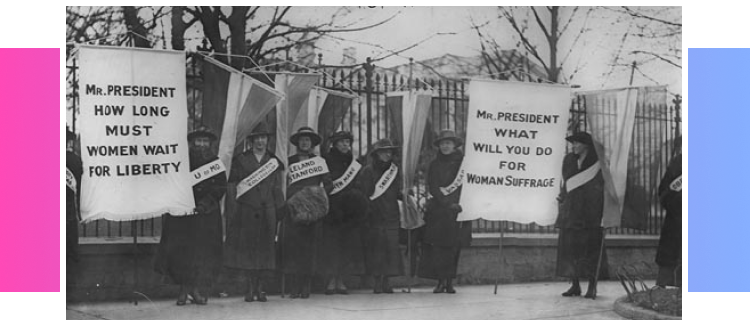 MR. PRESIDENT
HOW LONG
MUST
WOMEN WAIT
FOR LIBERTY
U OF MO
LELAND
STANFORD
MR. PRESIDENT
WHAT
WILL YOU DO
FOR
WOMAN SUFFRAGE